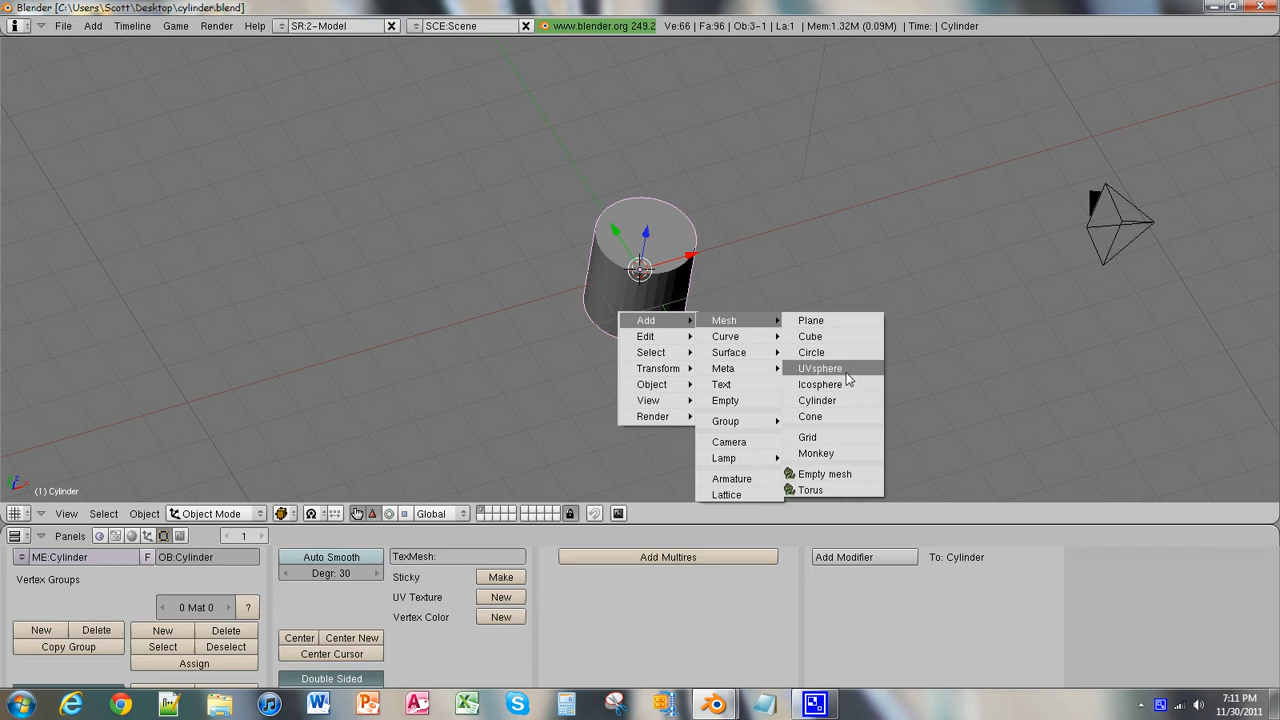 Blender [C:\Users\Scott\Desktop\cylinder.blend]
File Add Timeline Game Render Help SR:2-Model SCE:Scene www.blender.org 249.2 Ve:66 | Fa:96 | Ob:3-1 | La:1 | Mem:1.32M (0.09M) | Time: | Cylinder
Add Mesh Plane
Edit Curve Cube
Select Surface Circle
Transform Meta UVsphere
Object Text Icosphere
View Empty Cylinder
Render Group Cone
Camera Grid
Lamp Monkey
Armature Empty mesh
Lattice Torus
(1) Cylinder
View Select Object Object Mode Global
Panels 1
ME:Cylinder F OB:Cylinder Auto Smooth TexMesh: Add Multires Add Modifier To: Cylinder
Degr: 30
Vertex Groups Sticky Make
UV Texture New
0 Mat 0 ? Vertex Color New
New Delete New Delete Center Center New
Copy Group Select Deselect Center Cursor
Assign
Double Sided
7:11 PM
11/30/2011